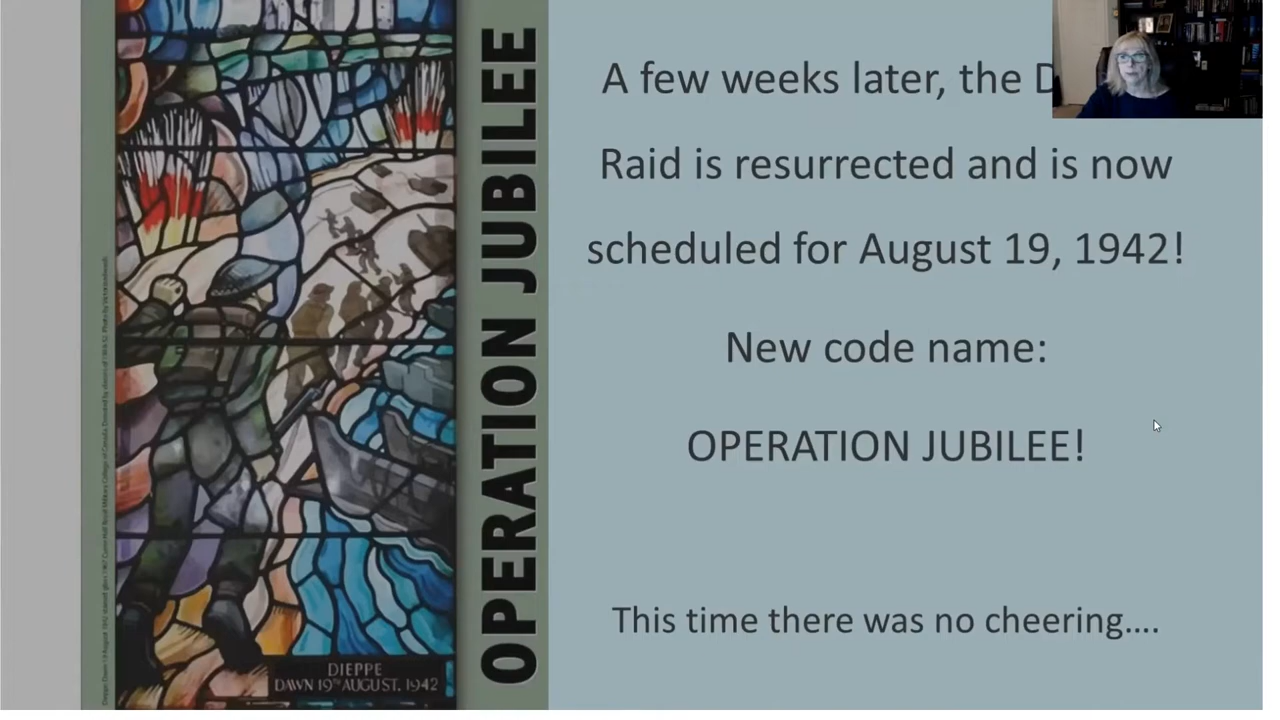 OPERATION JUBILEE
DIEPPE
DAWN 19TH AUGUST, 1942
A few weeks later, the
Raid is resurrected and is now
scheduled for August 19, 1942!
New code name:
OPERATION JUBILEE!
This time there was no cheering....